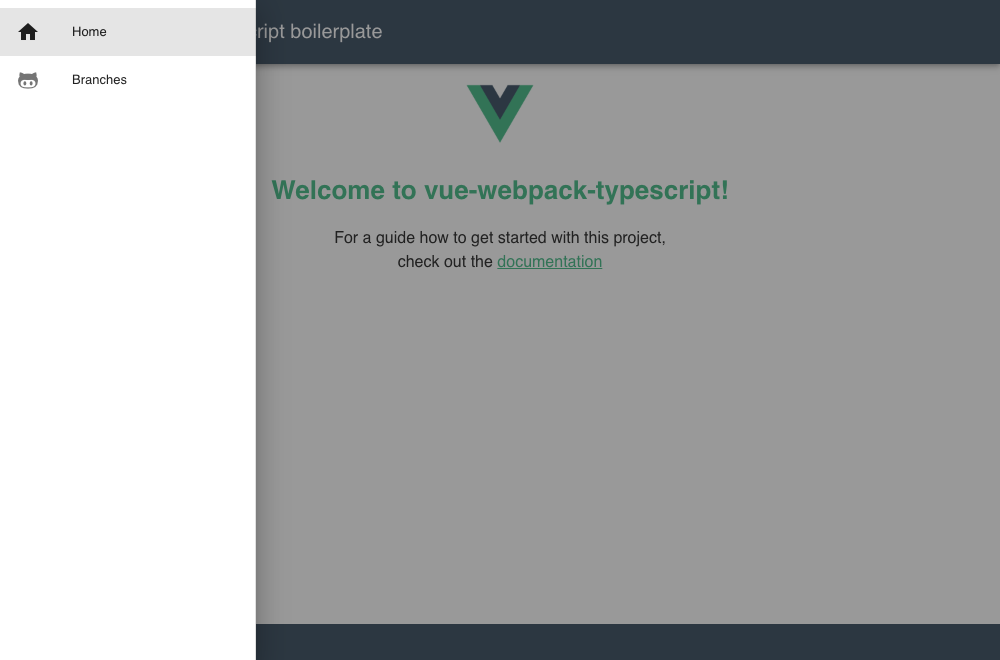 Home
Branches
ript boilerplate
Welcome to vue-webpack-typescript!
For a guide how to get started with this project,
check out the documentation